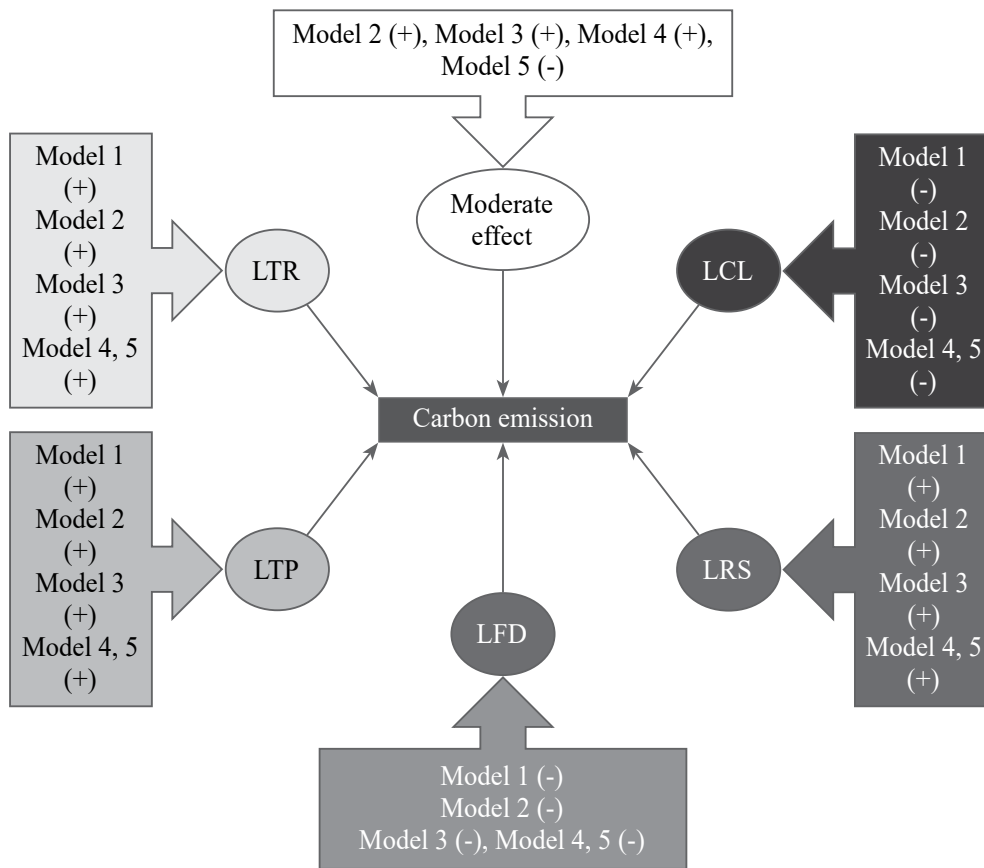 Model 2 (+), Model 3 (+), Model 4 (+),
Model 5 (-)
Moderate
effect
Model 1
(+)
Model 2
(+)
Model 3
(+)
Model 4, 5
(+)
LTR
LCL
Model 1
(-)
Model 2
(-)
Model 3
(-)
Model 4, 5
(-)
Carbon emission
Model 1
(+)
Model 2
(+)
Model 3
(+)
Model 4, 5
(+)
LTP
LRS
Model 1
(+)
Model 2
(+)
Model 3
(+)
Model 4, 5
(+)
LFD
Model 1 (-)
Model 2 (-)
Model 3 (-), Model 4, 5 (-)